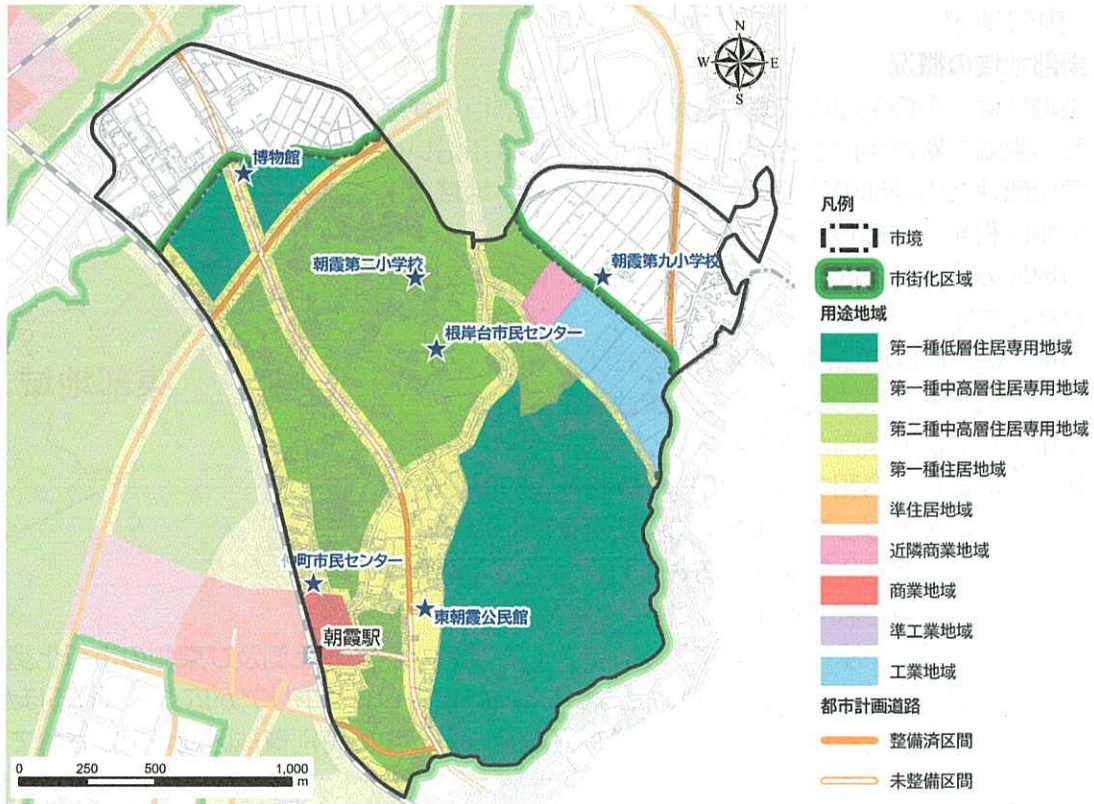 N
W
E
S
博物館
朝霞第二小学校
朝霞第九小学校
根岸台市民センター
仲町市民センター
東朝霞公民館
朝霞駅
0 250 500 1,000
m
凡例
市境
市街化区域
用途地域
第一種低層住居専用地域
第一種中高層住居専用地域
第二種中高層住居専用地域
第一種住居地域
準住居地域
近隣商業地域
商業地域
準工業地域
工業地域
都市計画道路
整備済区間
未整備区間